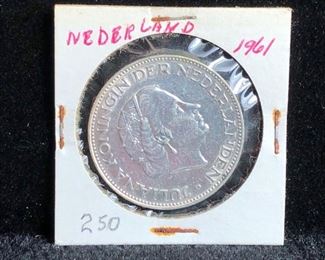 NEDERLAND
1961
JULIANA KONINGIN DER NEDERLANDEN
250